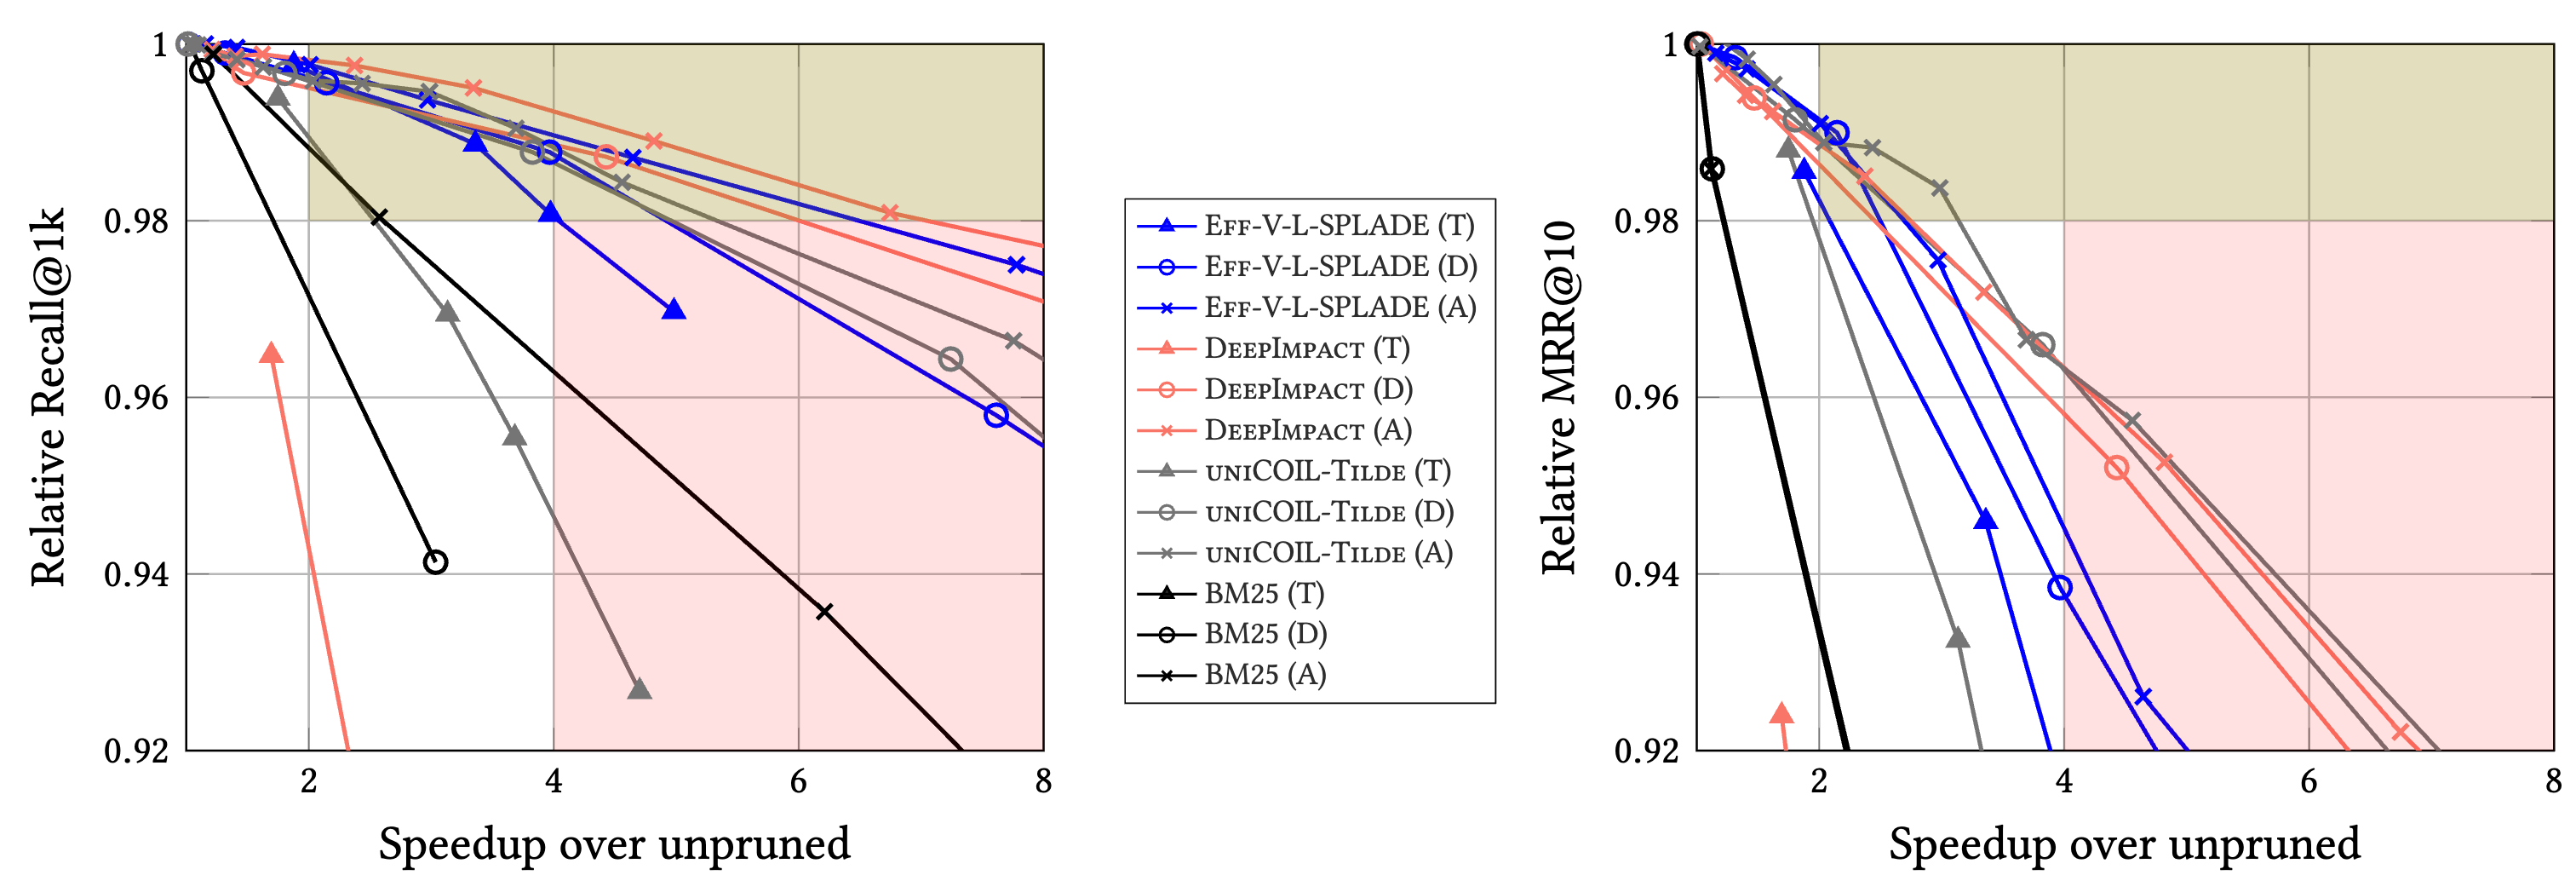 1
0.98
0.96
0.94
0.92
2
4
6
8
Relative Recall@1k
Speedup over unpruned
Eff-V-L-SPLADE (T)
Eff-V-L-SPLADE (D)
Eff-V-L-SPLADE (A)
DeepImpact (T)
DeepImpact (D)
DeepImpact (A)
uniCOIL-Tilde (T)
uniCOIL-Tilde (D)
uniCOIL-Tilde (A)
BM25 (T)
BM25 (D)
BM25 (A)
1
0.98
0.96
0.94
0.92
2
4
6
8
Relative MRR@10
Speedup over unpruned